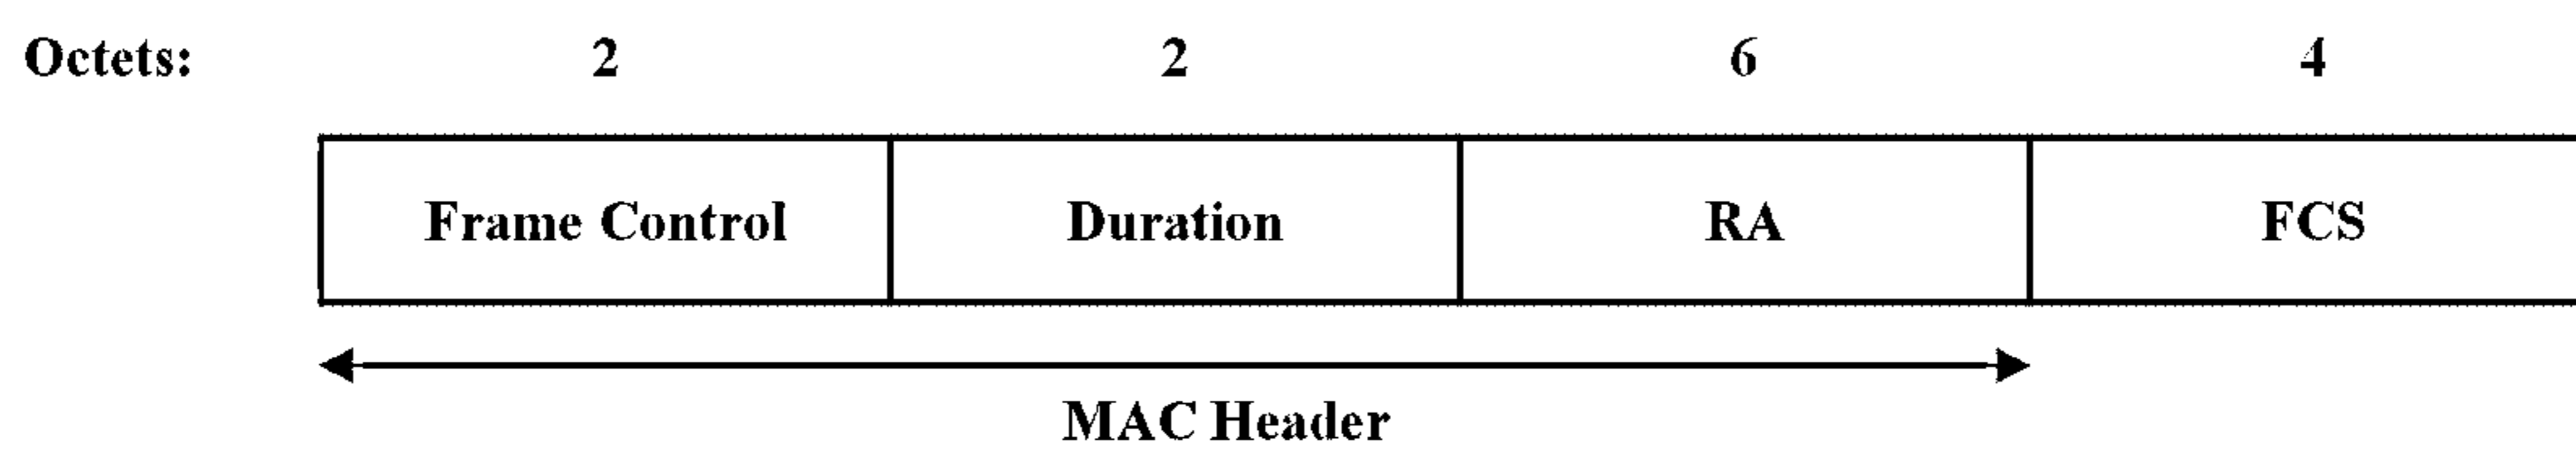 Octets: 2 2 6 4
Frame Control Duration RA FCS
MAC Header